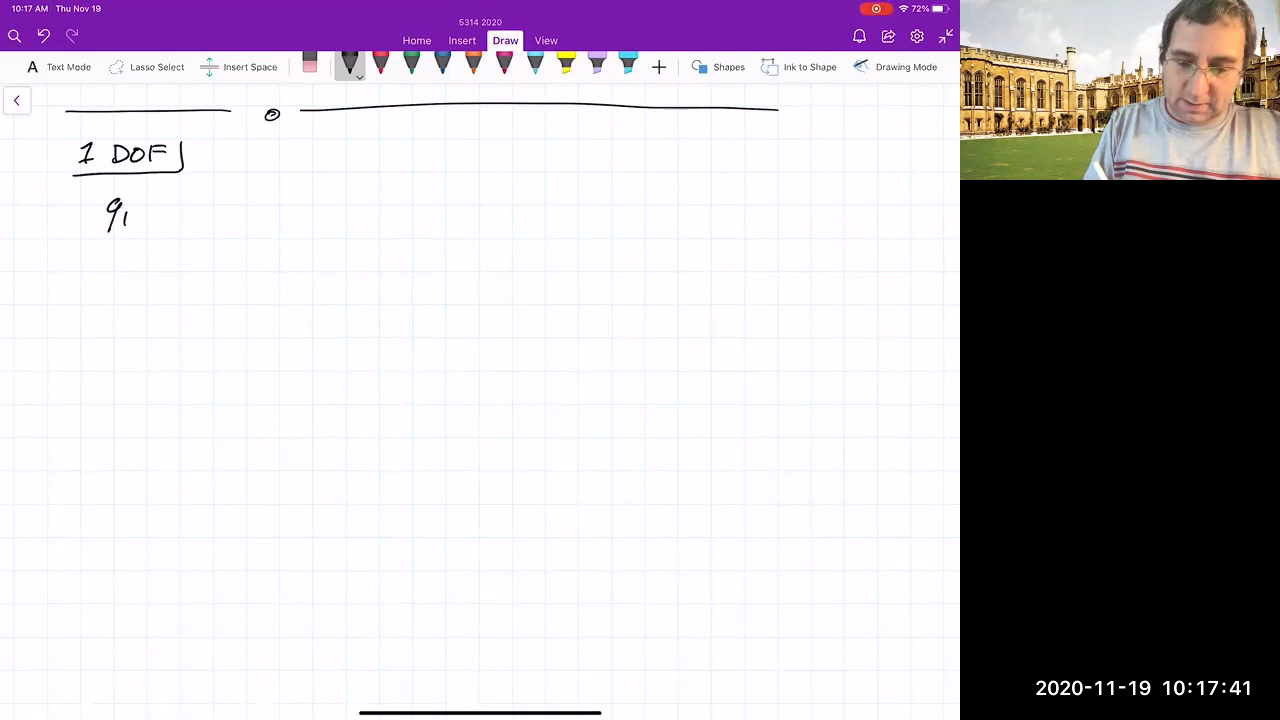 10:17 AM Thu Nov 19
72%
5314 2020
Home Insert Draw View
A Text Mode Lasso Select Insert Space Shapes Ink to Shape Drawing Mode
1 DOF
q1
2020-11-19 10:17:41